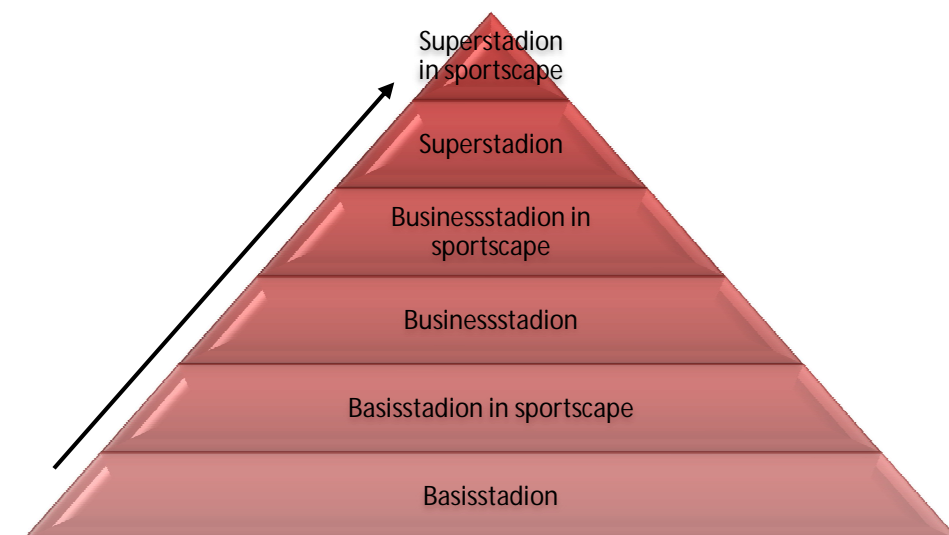 Superstadion
in sportscape
Superstadion
Businessstadion in
sportscape
Businessstadion
Basisstadion in sportscape
Basisstadion